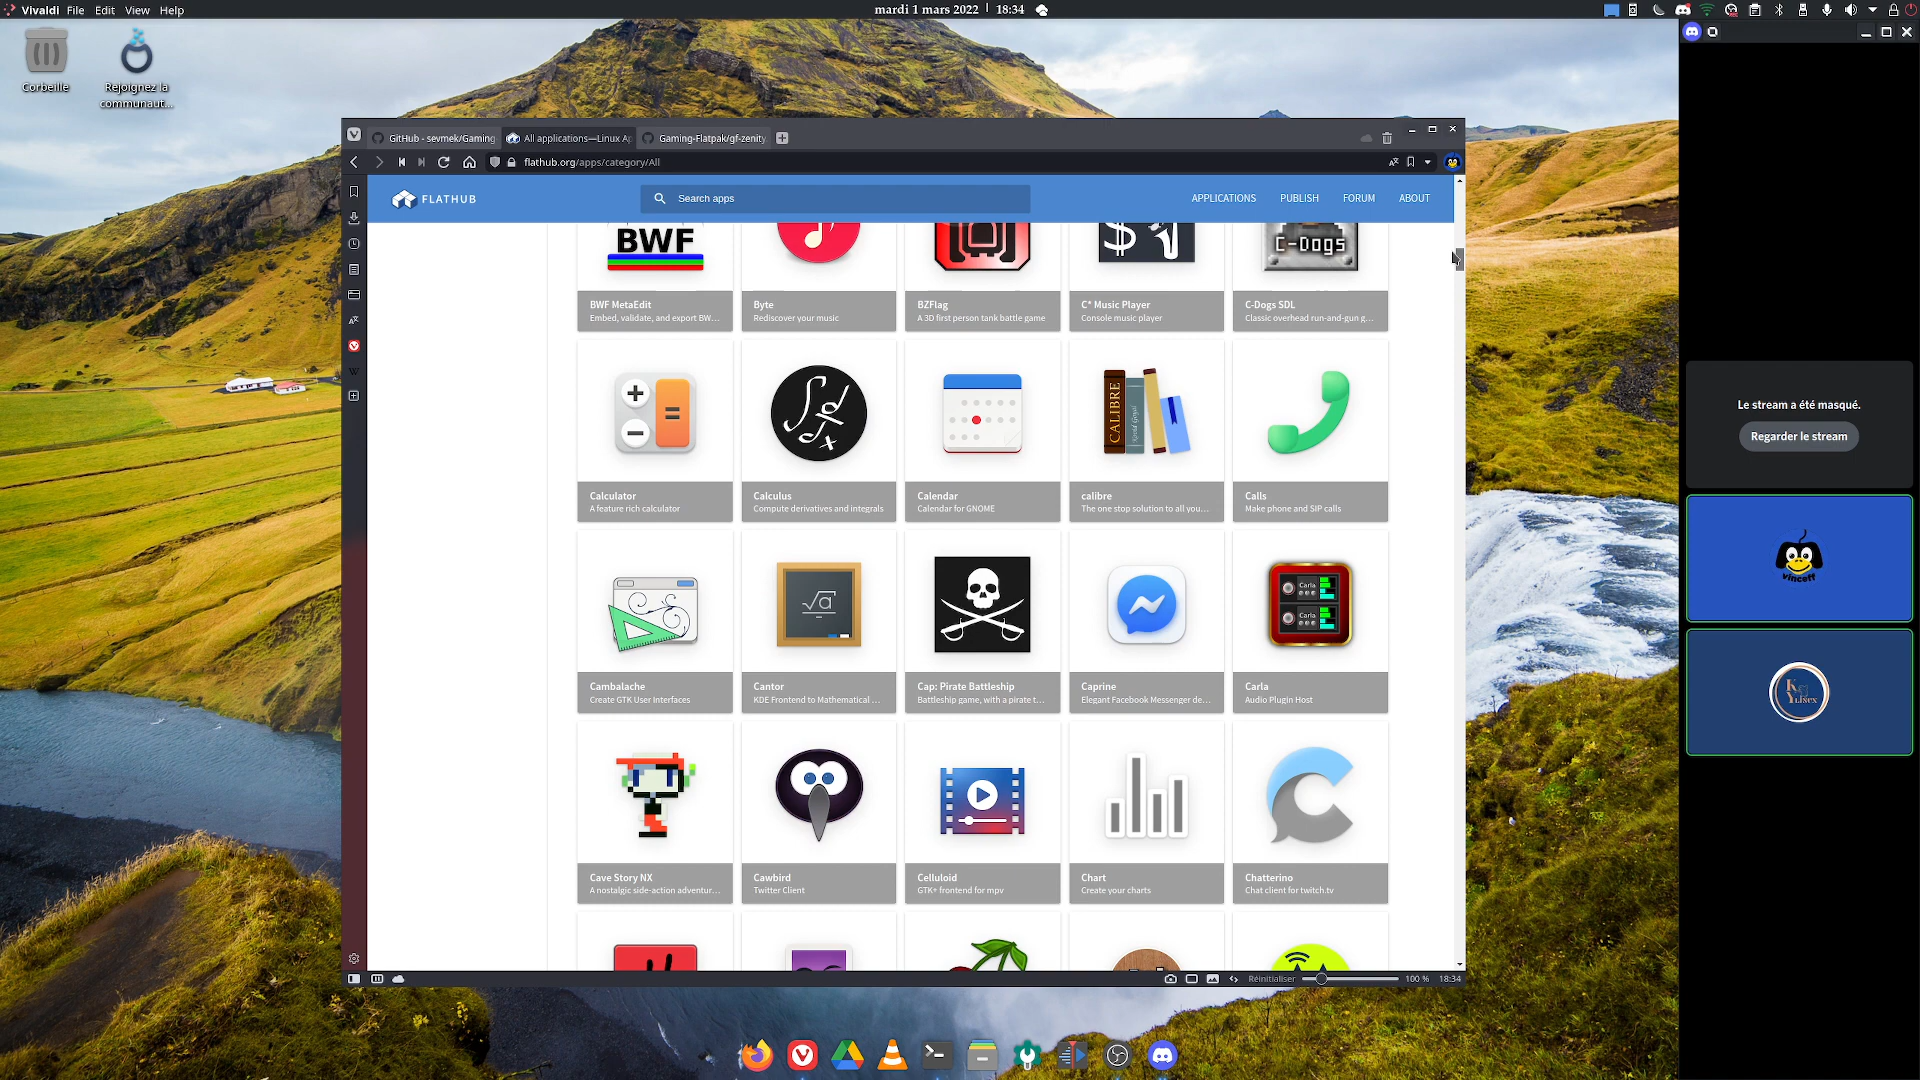 Vivaldi File Edit View Help
mardi 1 mars 2022 | 18:34
Corbeille
Rejoignez la
communaut...
GitHub - sevmek/Gaming
All applications—Linux A
Gaming-Flatpak/gf-zenity
flathub.org/apps/category/All
FLATHUB
Search apps
APPLICATIONS PUBLISH FORUM ABOUT
BWF
$
C-Dogs
BWF MetaEdit
Embed, validate, and export BW...
Byte
Rediscover your music
BZFlag
A 3D first person tank battle game
C* Music Player
Console music player
C-Dogs SDL
Classic overhead run-and-gun g...
CALIBRE
Calculator
A feature rich calculator
Calculus
Compute derivatives and integrals
Calendar
Calendar for GNOME
calibre
The one stop solution to all you...
Calls
Make phone and SIP calls
√a
Carla
Carla
Cambalache
Create GTK User Interfaces
Cantor
KDE Frontend to Mathematical ...
Cap: Pirate Battleship
Battleship game, with a pirate t...
Caprine
Elegant Facebook Messenger de...
Carla
Audio Plugin Host
Cave Story NX
A nostalgic side-action adventur...
Cawbird
Twitter Client
Celluloid
GTK+ frontend for mpv
Chart
Create your charts
Chatterino
Chat client for twitch.tv
Réinitialiser
100 %
18:34
Le stream a été masqué.
Regarder le stream
vinceff